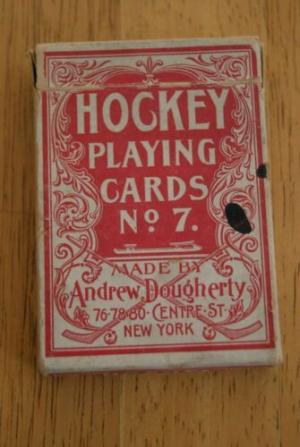 HOCKEY
PLAYING
CARDS
No 7.
MADE BY
Andrew Dougherty
76-78-80-CENTRE-ST
NEW YORK